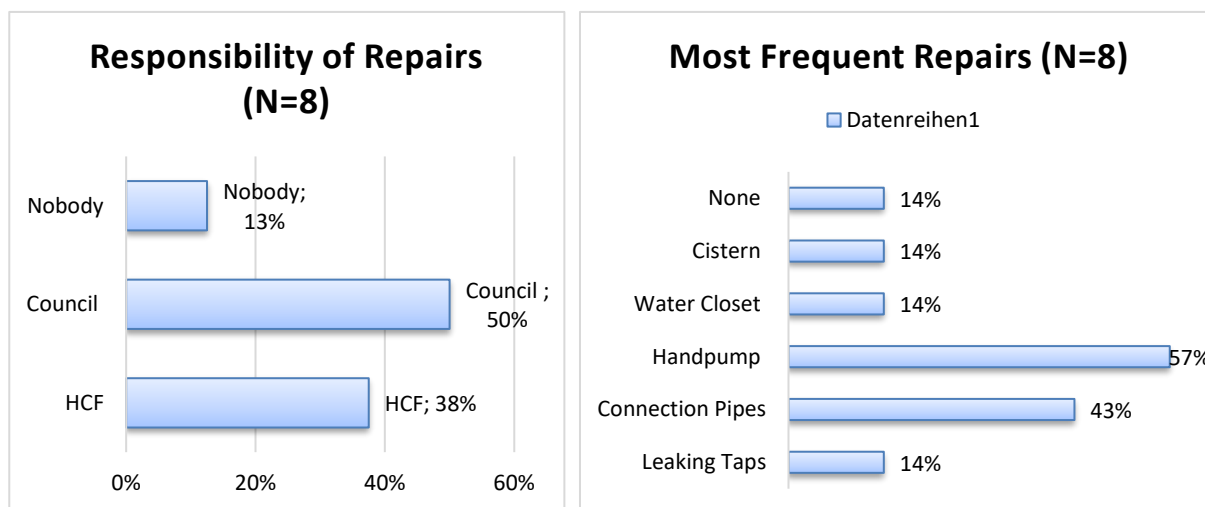 Responsibility of Repairs
(N=8)
Nobody
Nobody;
13%
Council
Council ;
50%
HCF
HCF; 38%
0%
20%
40%
60%
Most Frequent Repairs (N=8)
Datenreihen1
None
14%
Cistern
14%
Water Closet
14%
Handpump
57%
Connection Pipes
43%
Leaking Taps
14%